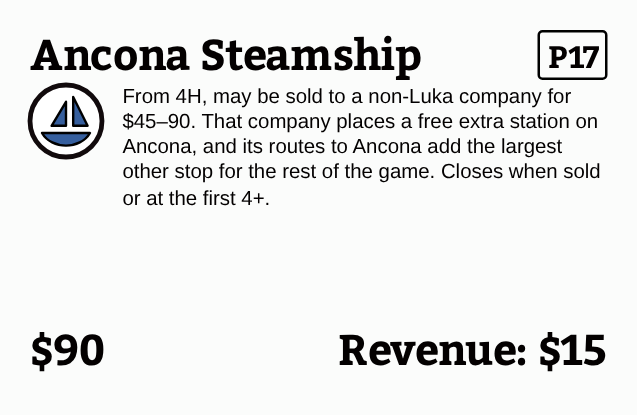 Ancona Steamship
P17
From 4H, may be sold to a non-Luka company for
$45–90. That company places a free extra station on
Ancona, and its routes to Ancona add the largest
other stop for the rest of the game. Closes when sold
or at the first 4+.
$90
Revenue: $15